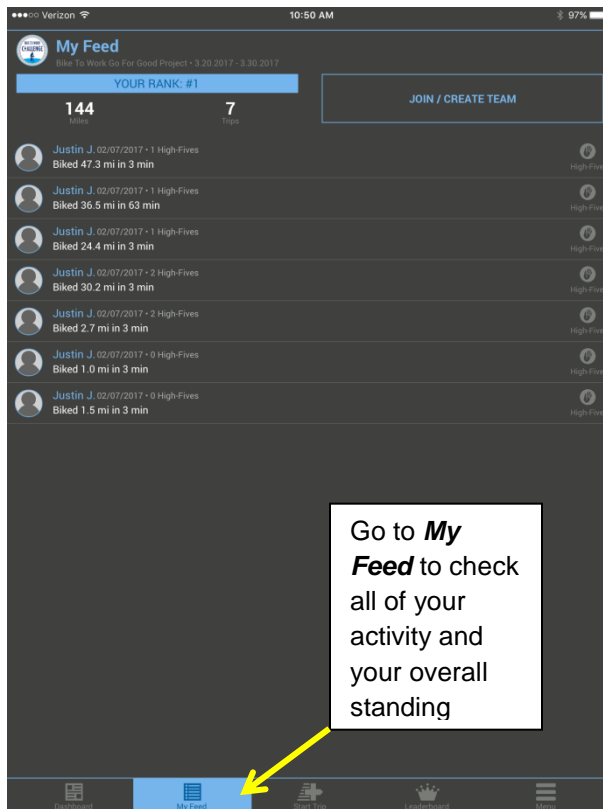 ●●●○○ Verizon 10:50 AM 97%
My Feed
Bike To Work Go For Good Project • 3.20.2017 - 3.30.2017
YOUR RANK: #1
144 7
Miles Trips
JOIN / CREATE TEAM
Justin J. 02/07/2017 • 1 High-Fives
Biked 47.3 mi in 3 min
High-Five
Justin J. 02/07/2017 • 1 High-Fives
Biked 36.5 mi in 63 min
High-Five
Justin J. 02/07/2017 • 1 High-Fives
Biked 24.4 mi in 3 min
High-Five
Justin J. 02/07/2017 • 2 High-Fives
Biked 30.2 mi in 3 min
High-Five
Justin J. 02/07/2017 • 2 High-Fives
Biked 2.7 mi in 3 min
High-Five
Justin J. 02/07/2017 • 0 High-Fives
Biked 1.0 mi in 3 min
High-Five
Justin J. 02/07/2017 • 0 High-Fives
Biked 1.5 mi in 3 min
High-Five
Go to My
Feed to check
all of your
activity and
your overall
standing
Dashboard My Feed Start Trip Leaderboard Menu